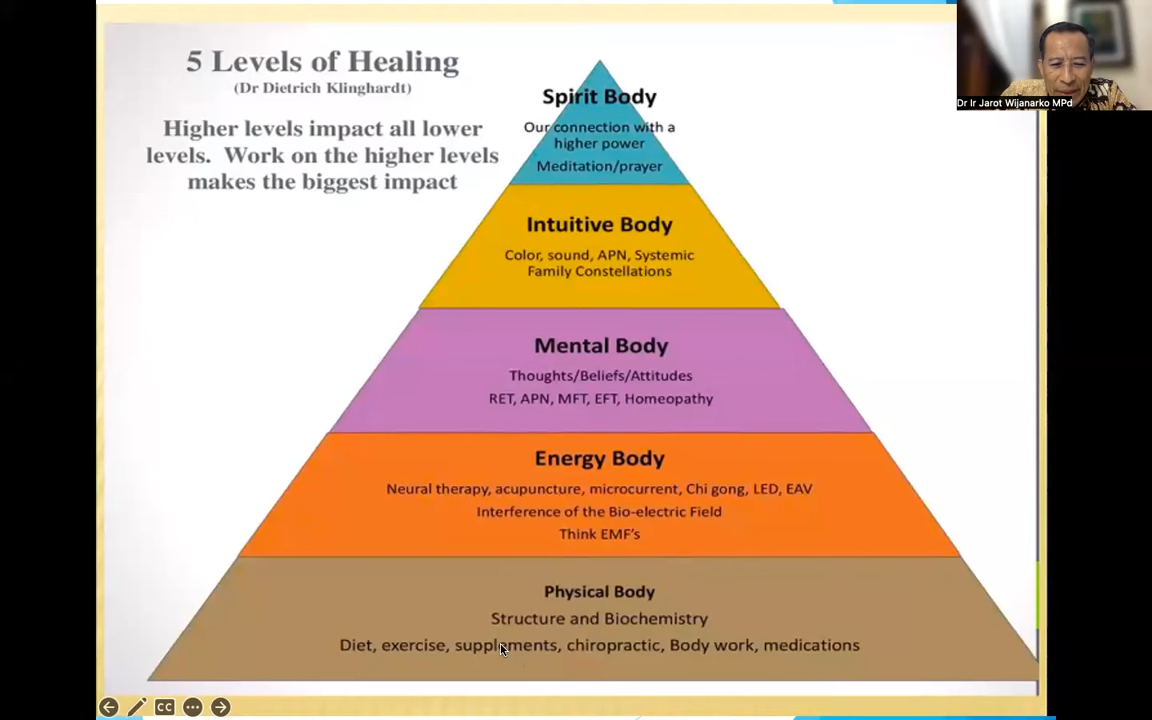 5 Levels of Healing
(Dr Dietrich Klinghardt)
Higher levels impact all lower
levels. Work on the higher levels
makes the biggest impact
Spirit Body
Our connection with a
higher power
Meditation/prayer
Intuitive Body
Color, sound, APN, Systemic
Family Constellations
Mental Body
Thoughts/Beliefs/Attitudes
RET, APN, MFT, EFT, Homeopathy
Energy Body
Neural therapy, acupuncture, microcurrent, Chi gong, LED, EAV
Interference of the Bio-electric Field
Think EMF's
Physical Body
Structure and Biochemistry
Diet, exercise, supplements, chiropractic, Body work, medications
Dr Ir Jarot Wijanarko MPd
CC